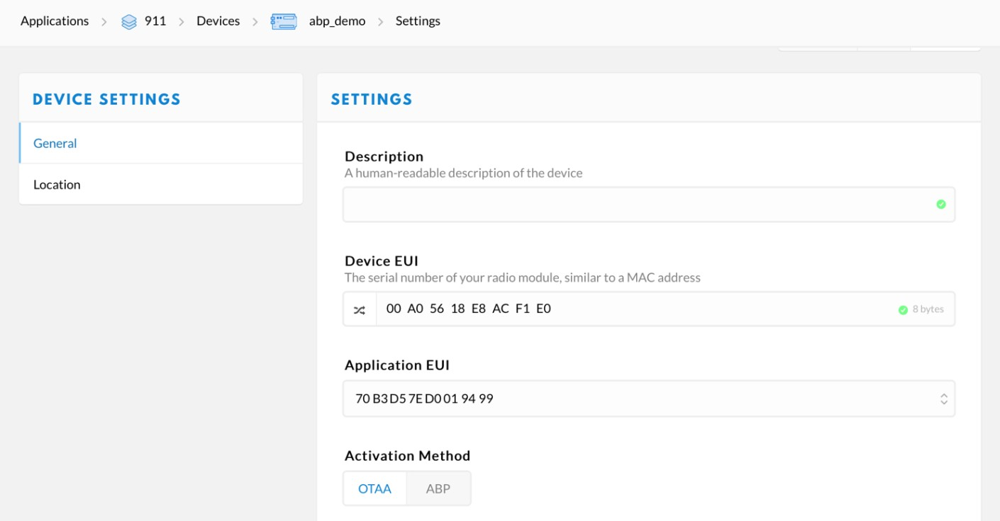 Applications > 911 > Devices > abp_demo > Settings
DEVICE SETTINGS
General
Location
SETTINGS
Description
A human-readable description of the device
Device EUI
The serial number of your radio module, similar to a MAC address
00 A0 56 18 E8 AC F1 E0
8 bytes
Application EUI
70 B3 D5 7E D0 01 94 99
Activation Method
OTAA ABP